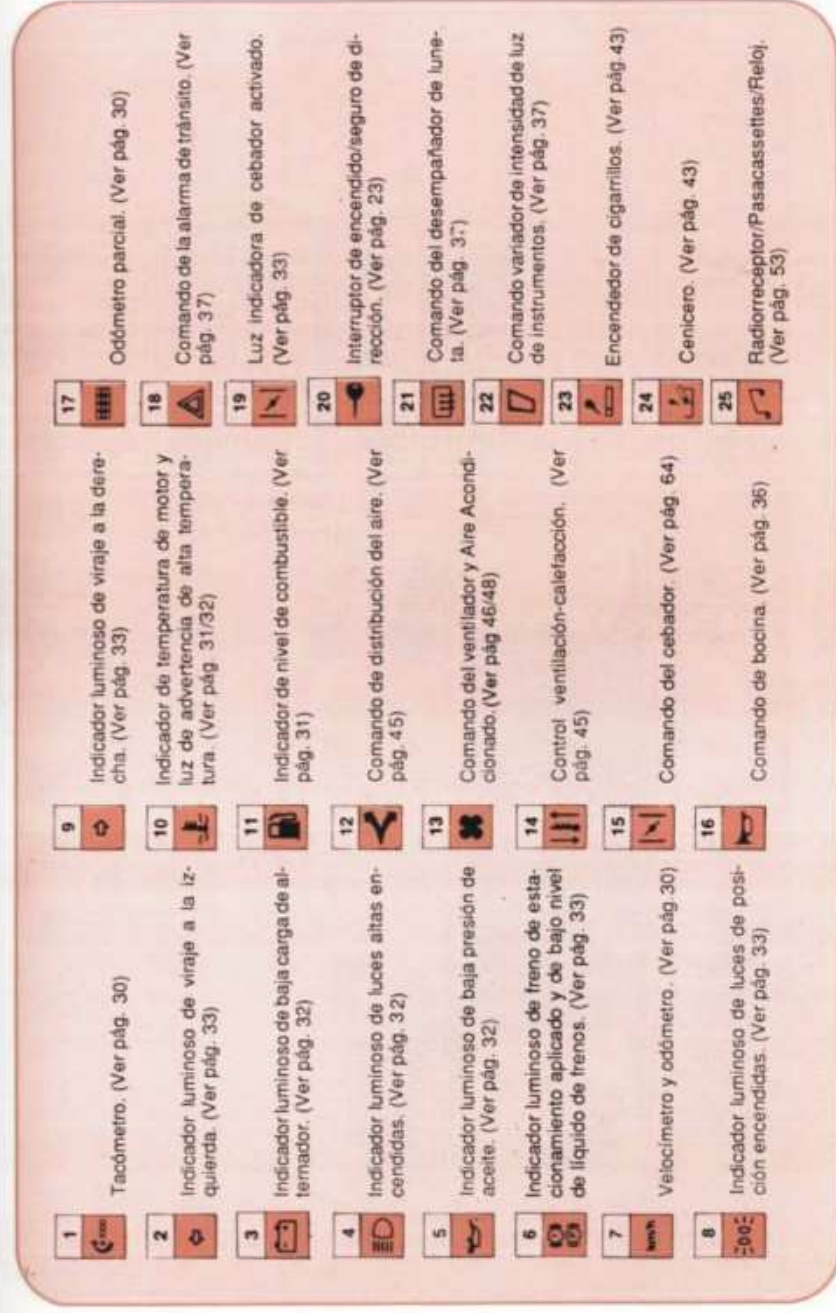 1
x 1000
Tacómetro. (Ver pág. 30)
2
Indicador luminoso de viraje a la iz-
quierda. (Ver pág. 33)
3
Indicador luminoso de baja carga de al-
ternador. (Ver pág. 32)
4
Indicador luminoso de luces altas en-
cendidas. (Ver pág. 32)
5
Indicador luminoso de baja presión de
aceite. (Ver pág. 32)
6
Indicador luminoso de freno de esta-
cionamiento aplicado y de bajo nivel
de líquido de frenos. (Ver pág. 33)
7
km/h
Velocímetro y odómetro. (Ver pág 30)
8
Indicador luminoso de luces de posi-
ción encendidas. (Ver pág. 33)
9
Indicador luminoso de viraje a la dere-
cha. (Ver pág. 33)
10
Indicador de temperatura de motor y
luz de advertencia de alta tempera-
tura. (Ver pág 31/32)
11
Indicador de nivel de combustible. (Ver
pág. 31)
12
Comando de distribución del aire. (Ver
pág. 45)
13
Comando del ventilador y Aire Acondi-
cionado. (Ver pág 46/48)
14
Control ventilación-calefacción. (Ver
pág. 45)
15
Comando del cebador. (Ver pág. 64)
16
Comando de bocina. (Ver pág. 36)
17
Odómetro parcial. (Ver pág. 30)
18
Comando de la alarma de tránsito. (Ver
pág. 37)
19
Luz indicadora de cebador activado.
(Ver pág. 33)
20
Interruptor de encendido/seguro de di-
rección. (Ver pág. 23)
21
Comando del desempañador de lune-
ta. (Ver pág. 37)
22
Comando variador de intensidad de luz
de instrumentos. (Ver pág. 37)
23
Encendedor de cigarrillos. (Ver pág.43)
24
Cenicero. (Ver pág. 43)
25
Radiorreceptor/Pasacassettes/Reloj.
(Ver pág. 53)